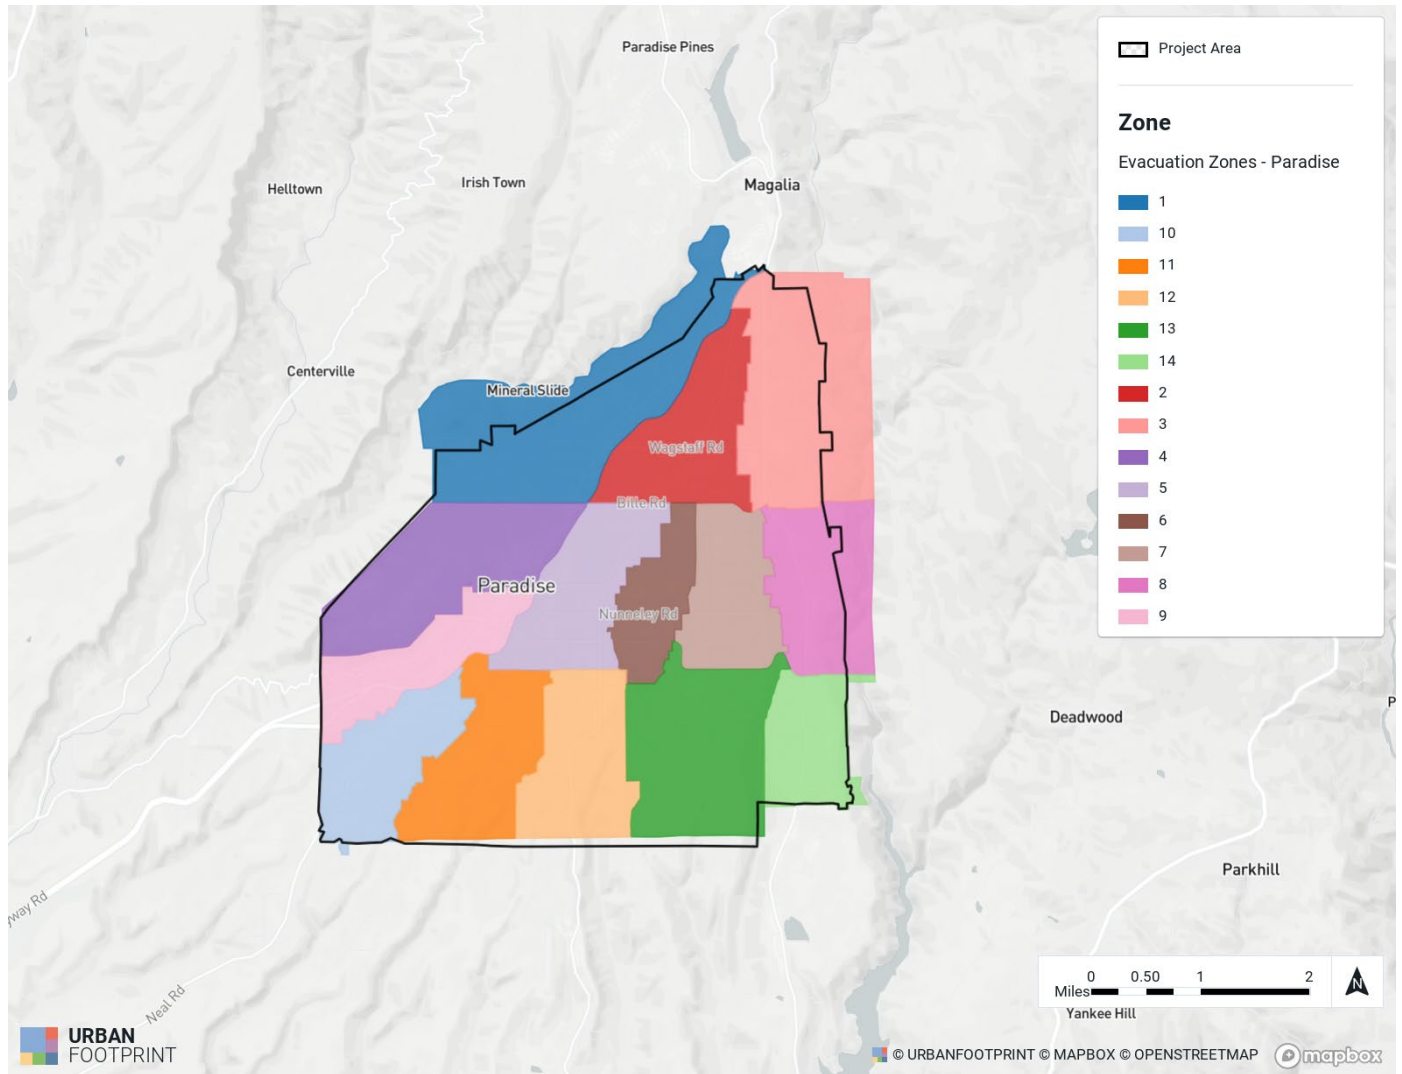 Paradise Pines
Project Area
Zone
Evacuation Zones - Paradise
1
10
11
12
13
14
2
3
4
5
6
7
8
9
Helltown
Irish Town
Magalia
Centerville
Mineral Slide
Wagstaff Rd
Bille Rd
Paradise
Nunneley Rd
Deadwood
P
Parkhill
yway Rd
Neal Rd
0 0.50 1 2
Miles
N
Yankee Hill
URBAN
FOOTPRINT
© URBANFOOTPRINT © MAPBOX © OPENSTREETMAP
mapbox